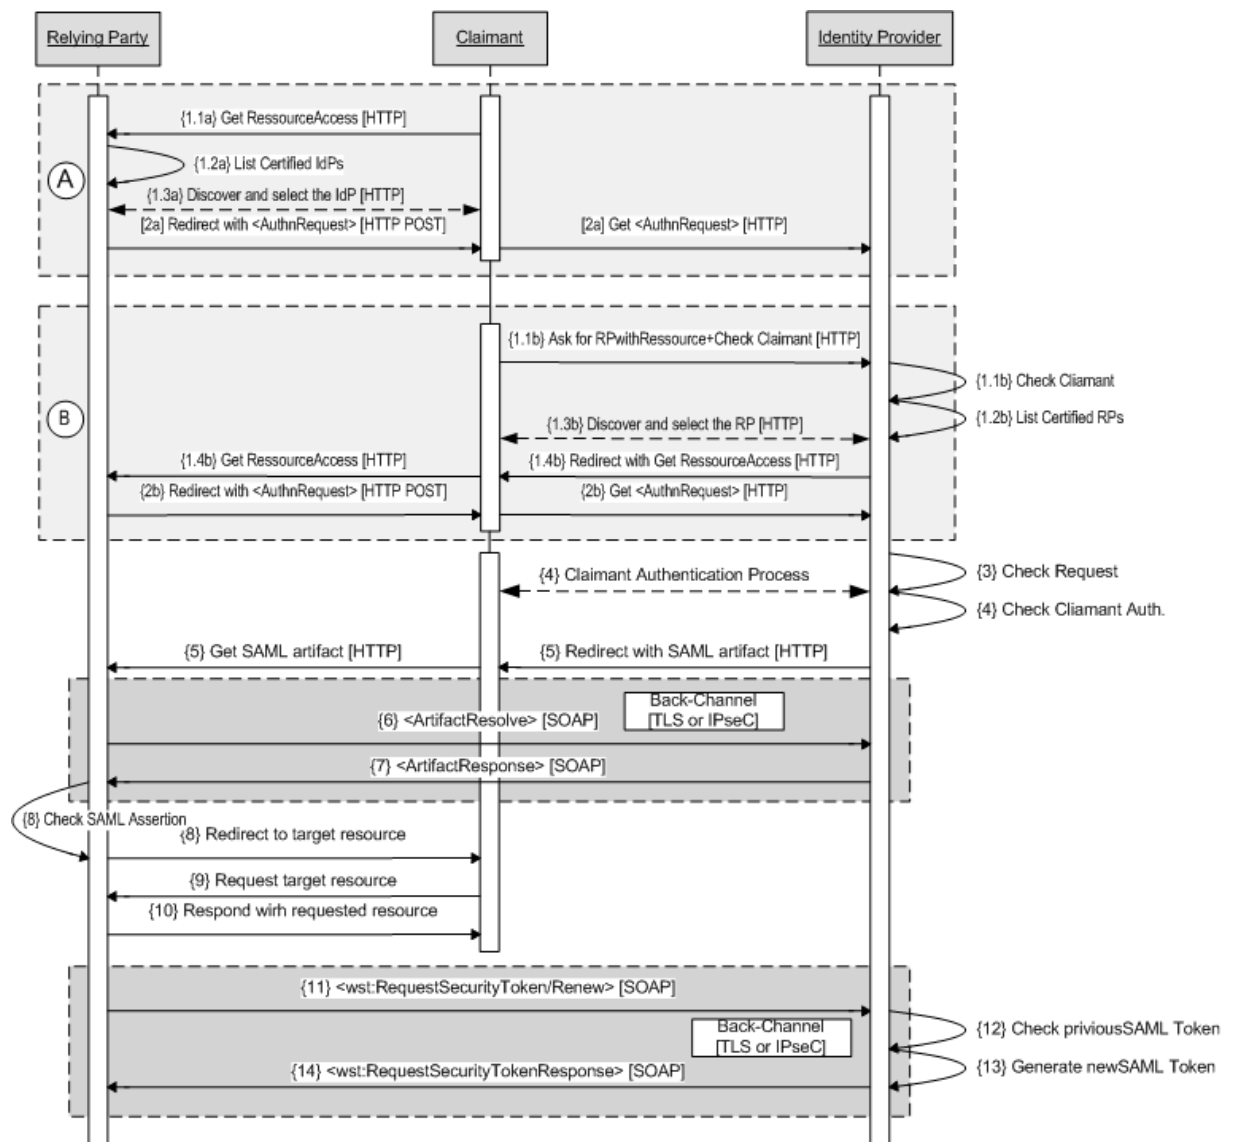 Relying Party
Claimant
Identity Provider
{1.1a} Get RessourceAccess [HTTP]
{1.2a} List Certified IdPs
A
{1.3a} Discover and select the IdP [HTTP]
[2a] Redirect with <AuthnRequest> [HTTP POST]
[2a] Get <AuthnRequest> [HTTP]
{1.1b} Ask for RPwithRessource+Check Claimant [HTTP]
{1.1b} Check Cliamant
B
{1.3b} Discover and select the RP [HTTP]
{1.2b} List Certified RPs
{1.4b} Get RessourceAccess [HTTP]
{1.4b} Redirect with Get RessourceAccess [HTTP]
{2b} Redirect with <AuthnRequest> [HTTP POST]
{2b} Get <AuthnRequest> [HTTP]
{4} Claimant Authentication Process
{3} Check Request
{4} Check Cliamant Auth.
{5} Get SAML artifact [HTTP]
{5} Redirect with SAML artifact [HTTP]
Back-Channel
[TLS or IPseC]
{6} <ArtifactResolve> [SOAP]
{7} <ArtifactResponse> [SOAP]
{8} Check SAML Assertion
{8} Redirect to target resource
{9} Request target resource
{10} Respond wirh requested resource
{11} <wst:RequestSecurityToken/Renew> [SOAP]
Back-Channel
[TLS or IPseC]
{12} Check priviousSAML Token
{14} <wst:RequestSecurityTokenResponse> [SOAP]
{13} Generate newSAML Token